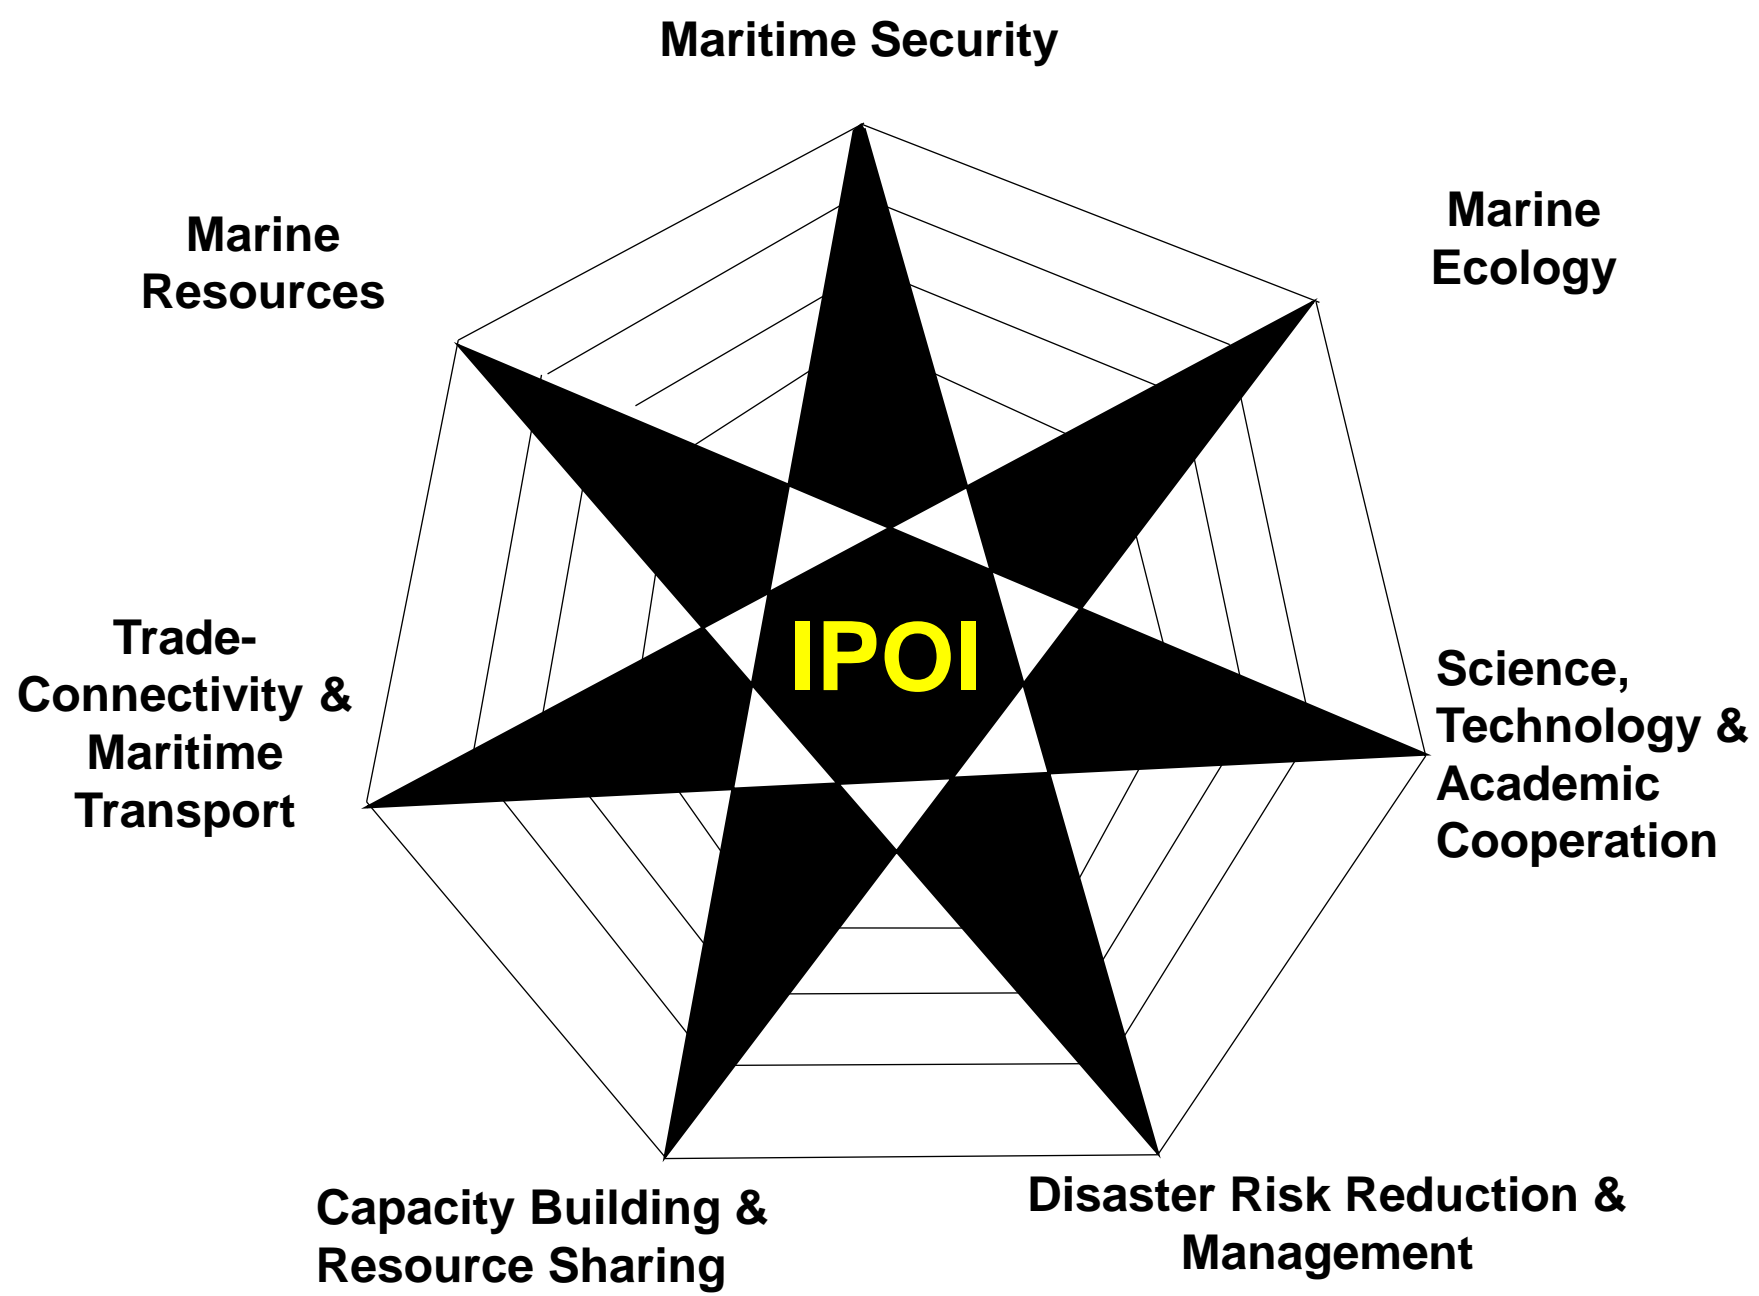 Maritime Security
Marine
Ecology
Marine
Resources
Trade-
Connectivity &
Maritime
Transport
IPOI
Science,
Technology &
Academic
Cooperation
Capacity Building &
Resource Sharing
Disaster Risk Reduction &
Management